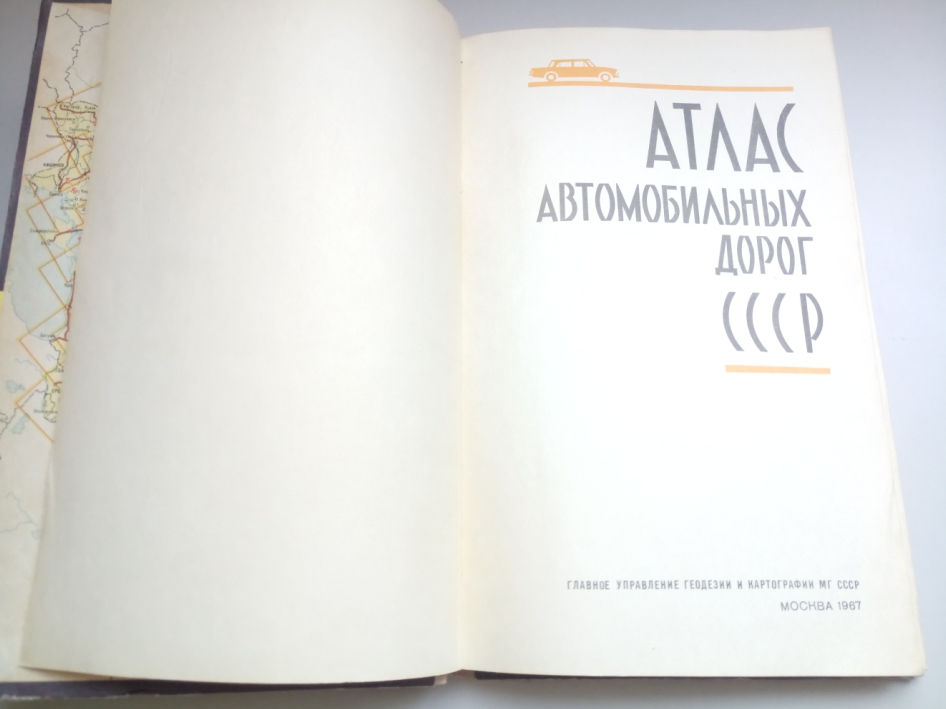 АТЛАС
АВТОМОБИЛЬНЫХ
ДОРОГ
СССР
ГЛАВНОЕ УПРАВЛЕНИЕ ГЕОДЕЗИИ И КАРТОГРАФИИ МГ СССР
МОСКВА 1967